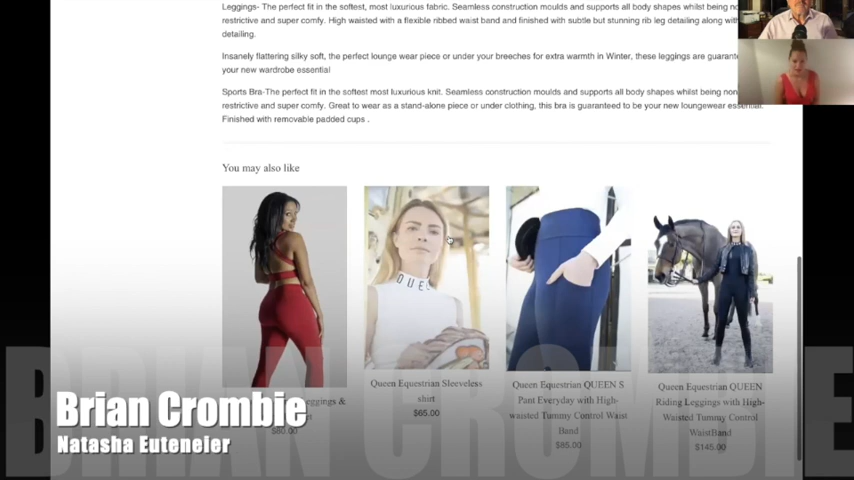 Leggings- The perfect fit in the softest, most luxurious fabric. Seamless construction moulds and supports all body shapes whilst being
restrictive and super comfy. High waisted with a flexible ribbed waist band and finished with subtle but stunning rib leg detailing along
detailing.
Insanely flattering silky soft, the perfect lounge wear piece or under your breeches for extra warmth in Winter, these leggings are
your new wardrobe essential
Sports Bra-The perfect fit in the softest most luxurious knit. Seamless construction moulds and supports all body shapes whilst being
restrictive and super comfy. Great to wear as a stand-alone piece or under clothing, this bra is guaranteed to be your new loungewear essential.
Finished with removable padded cups .
You may also like
QUE
Queen Equestrian Sleeveless
shirt
$65.00
Queen Equestrian QUEEN S
Pant Everyday with High-
waisted Tummy Control Waist
Band
$85.00
Queen Equestrian QUEEN
Riding Leggings with High-
Waisted Tummy Control
WaistBand
$145.00
eggings &
$80.00
Brian Crombie
Natasha Euteneier
BRIAN CROMBIE